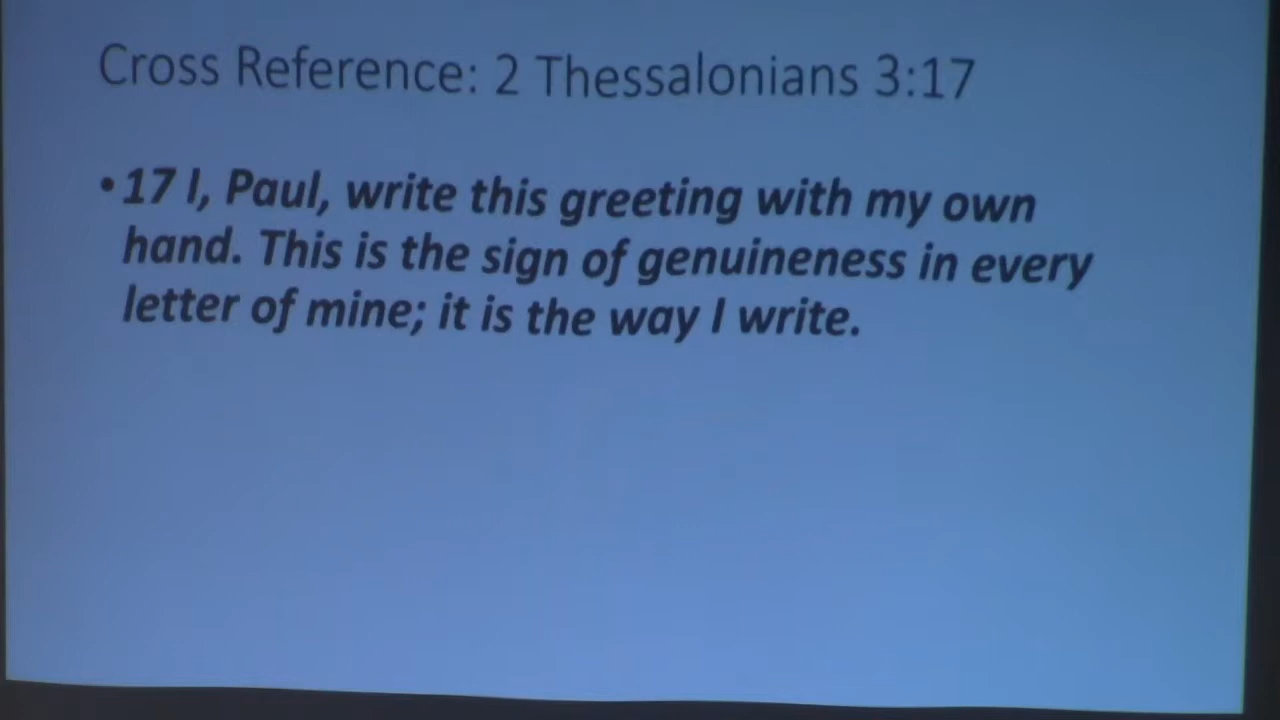 Cross Reference: 2 Thessalonians 3:17
• 17 I, Paul, write this greeting with my own
hand. This is the sign of genuineness in every
letter of mine; it is the way I write.